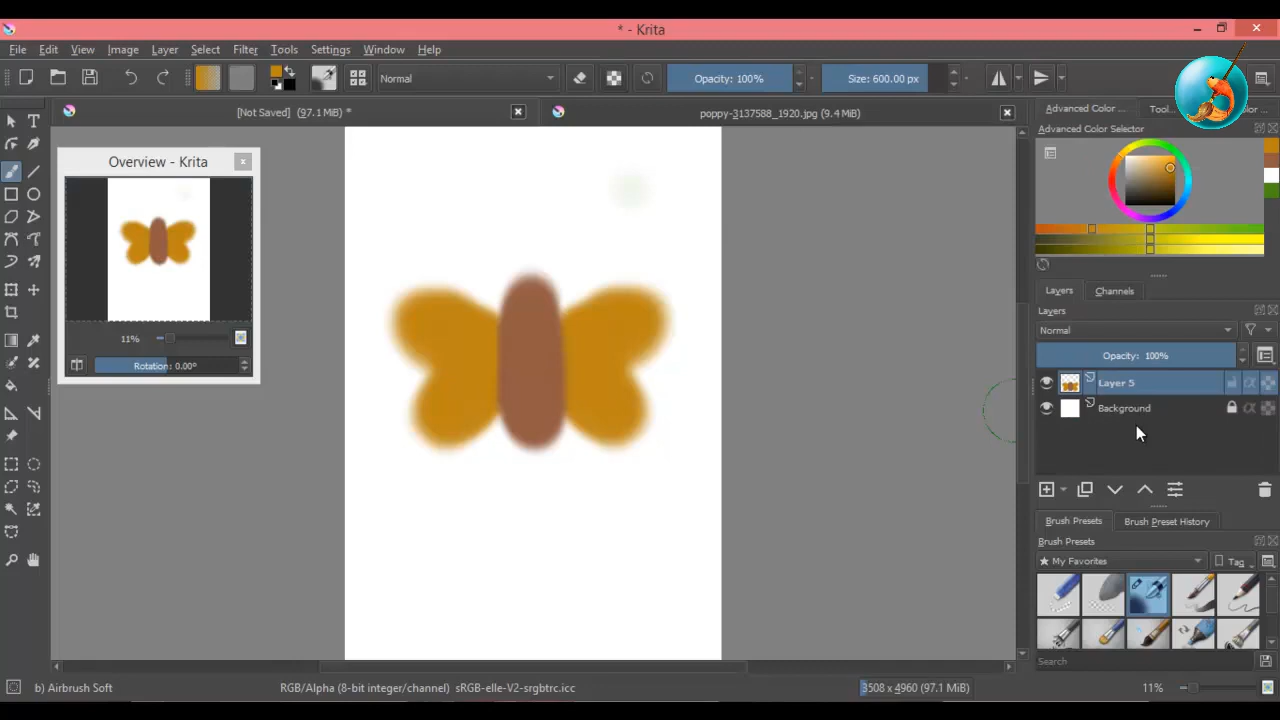 * - Krita
File Edit View Image Layer Select Filter Tools Settings Window Help
Normal Opacity: 100% Size: 600.00 px
[Not Saved] (97.1 MiB) * poppy-3137588_1920.jpg (9.4 MiB) Advanced Color ... Tool...
Advanced Color Selector
Overview - Krita x
11%
Rotation: 0.00°
Layers Channels
Layers
Normal
Opacity: 100%
Layer 5
Background
Brush Presets Brush Preset History
Brush Presets
★ My Favorites Tag
Search
b) Airbrush Soft RGB/Alpha (8-bit integer/channel) sRGB-elle-V2-srgbtrc.icc 3508 x 4960 (97.1 MiB) 11%